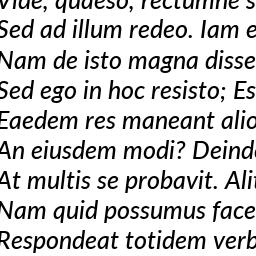 Vide, quaeso, rectumne s
Sed ad illum redeo. Iam e
Nam de isto magna disse
Sed ego in hoc resisto; Es
Eaedem res maneant alio
An eiusdem modi? Deinde
At multis se probavit. Alit
Nam quid possumus face
Respondeat totidem verb